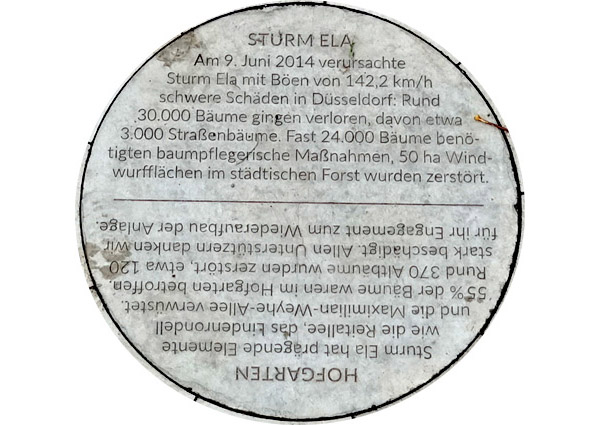 STURM ELA
Am 9. Juni 2014 verursachte
Sturm Ela mit Böen von 142,2 km/h
schwere Schäden in Düsseldorf: Rund
30.000 Bäume gingen verloren, davon etwa
3.000 Straßenbäume. Fast 24.000 Bäume benö-
tigten baumpflegerische Maßnahmen, 50 ha Wind-
wurfflächen im städtischen Forst wurden zerstört.
HOFGARTEN
Sturm Ela hat prägende Elemente
wie die Reitallee, das Lindenrondell
und die Maximilian-Weyhe-Allee verwüstet.
55% der Bäume waren im Hofgarten betroffen.
Rund 370 Altbäume wurden zerstört, etwa 120
stark beschädigt. Allen Unterstützern danken wir
für ihr Engagement zum Wiederaufbau der Anlage.